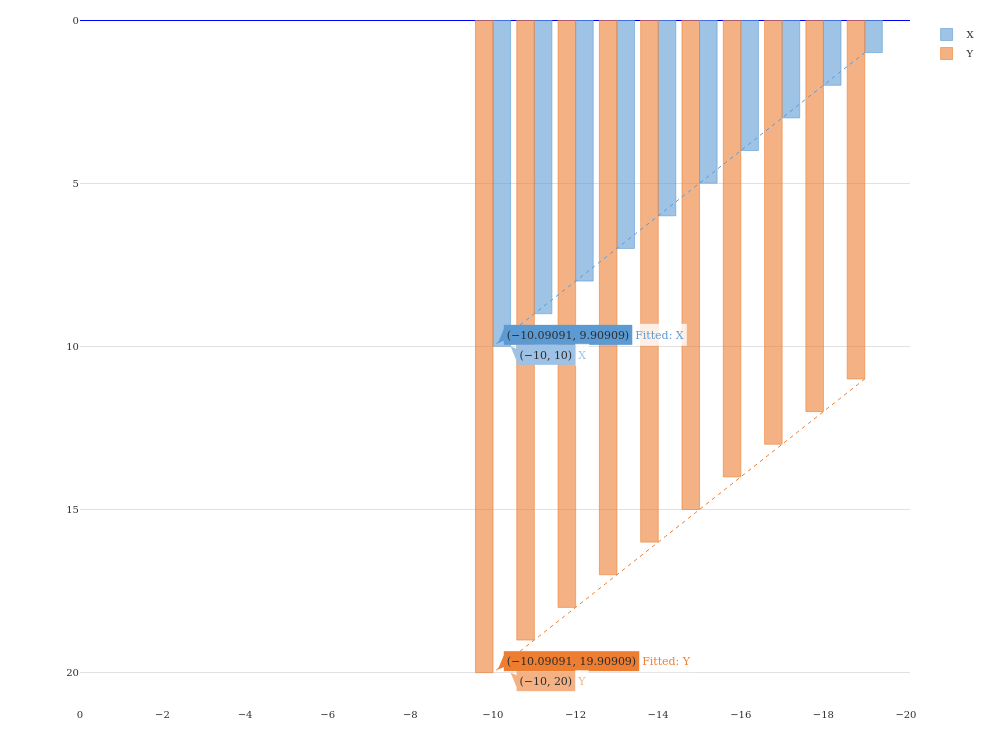 0
X
Y
5
(−10.09091, 9.90909) Fitted: X
10
(−10, 10) X
15
(−10.09091, 19.90909) Fitted: Y
20
(−10, 20) Y
0 −2 −4 −6 −8 −10 −12 −14 −16 −18 −20